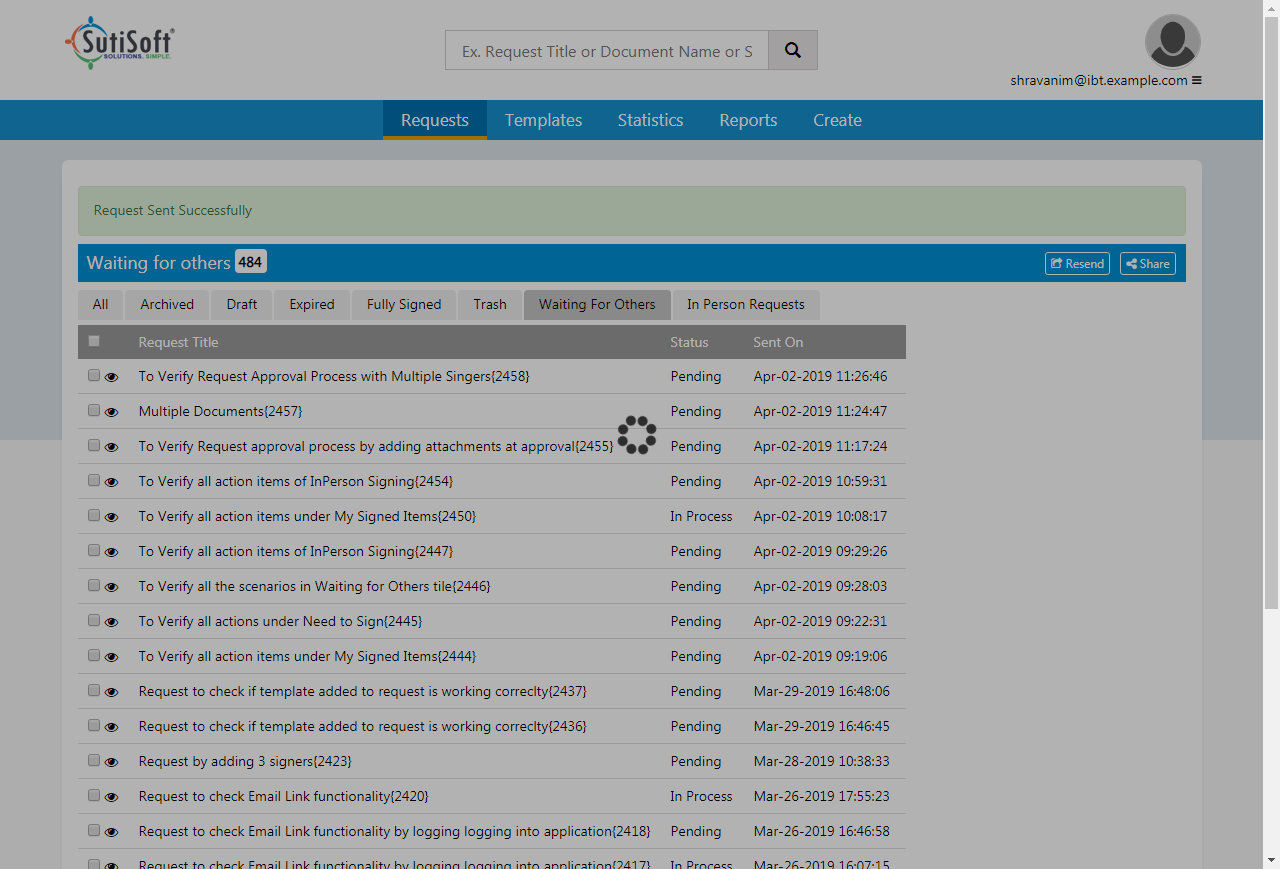 SutiSoft®
SOLUTIONS. SIMPLE.
Ex. Request Title or Document Name or S
shravanim@ibt.example.com
Requests Templates Statistics Reports Create
Request Sent Successfully
Waiting for others 484 Resend Share
All Archived Draft Expired Fully Signed Trash Waiting For Others In Person Requests
Request Title Status Sent On
To Verify Request Approval Process with Multiple Singers{2458} Pending Apr-02-2019 11:26:46
Multiple Documents{2457} Pending Apr-02-2019 11:24:47
To Verify Request approval process by adding attachments at approval{2455} Pending Apr-02-2019 11:17:24
To Verify all action items of InPerson Signing{2454} Pending Apr-02-2019 10:59:31
To Verify all action items under My Signed Items{2450} In Process Apr-02-2019 10:08:17
To Verify all action items of InPerson Signing{2447} Pending Apr-02-2019 09:29:26
To Verify all the scenarios in Waiting for Others tile{2446} Pending Apr-02-2019 09:28:03
To Verify all actions under Need to Sign{2445} Pending Apr-02-2019 09:22:31
To Verify all action items under My Signed Items{2444} Pending Apr-02-2019 09:19:06
Request to check if template added to request is working correclty{2437} Pending Mar-29-2019 16:48:06
Request to check if template added to request is working correclty{2436} Pending Mar-29-2019 16:46:45
Request by adding 3 signers{2423} Pending Mar-28-2019 10:38:33
Request to check Email Link functionality{2420} In Process Mar-26-2019 17:55:23
Request to check Email Link functionality by logging logging into application{2418} Pending Mar-26-2019 16:46:58
Request to check Email Link functionality by logging logging into application{2417} In Process Mar-26-2019 16:07:15